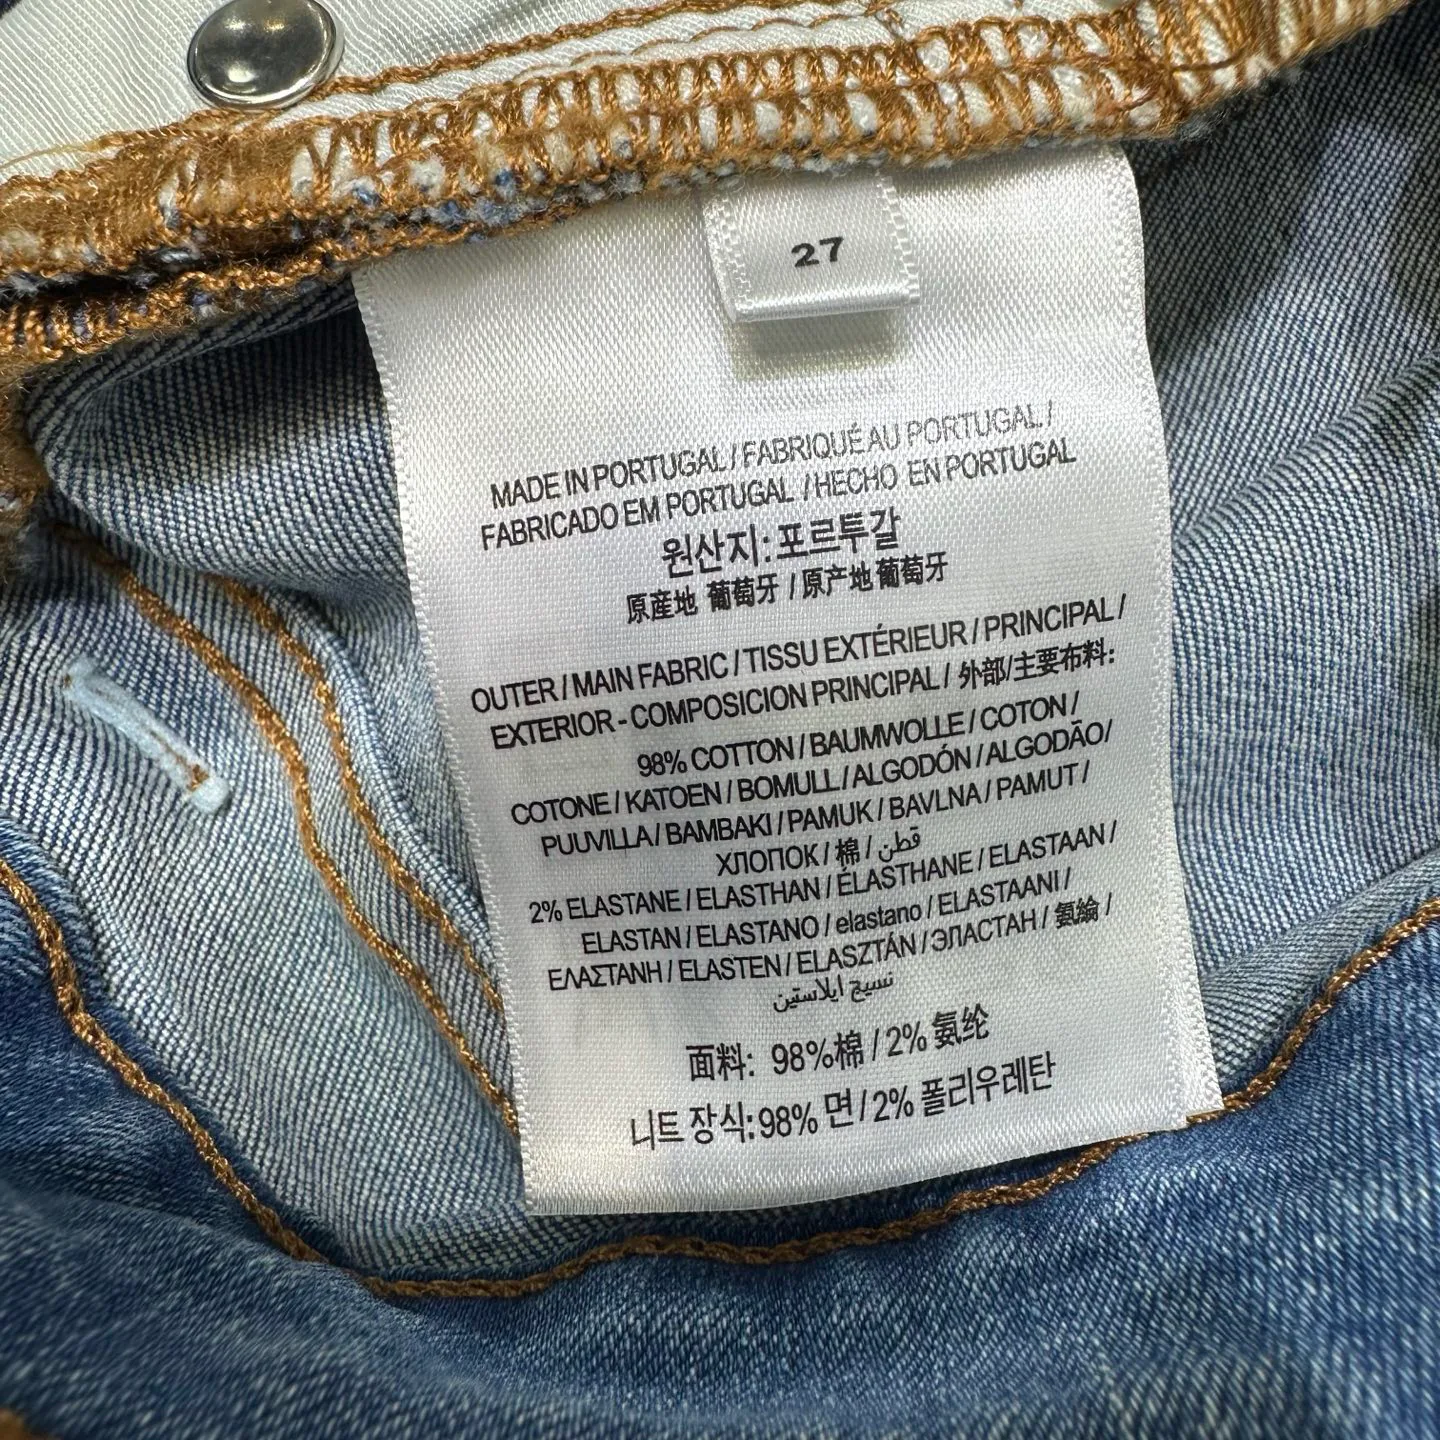 27
MADE IN PORTUGAL / FABRIQUÉ AU PORTUGAL /
FABRICADO EM PORTUGAL / HECHO EN PORTUGAL
원산지: 포르투갈
原産地 葡萄牙 / 原产地 葡萄牙
OUTER / MAIN FABRIC / TISSU EXTÉRIEUR / PRINCIPAL /
EXTERIOR - COMPOSICION PRINCIPAL / 外部/主要布料:
98% COTTON / BAUMWOLLE / COTON /
COTONE / KATOEN / BOMULL / ALGODÓN / ALGODÃO/
PUUVILLA / BAMBAKI / PAMUK / BAVLNA / PAMUT /
ХЛОПОК / 棉 / قطن
2% ELASTANE / ELASTHAN / ÉLASTHANE / ELASTAAN /
ELASTAN / ELASTANO / elastano / ELASTAANI /
ΕΛΑΣΤΑΝΗ / ELASTEN / ELASZTÁN / ЭЛАСТАН / 氨綸 /
نسيج ايلاستين
面料: 98%棉 / 2% 氨纶
니트 장식:98% 면 / 2% 폴리우레탄